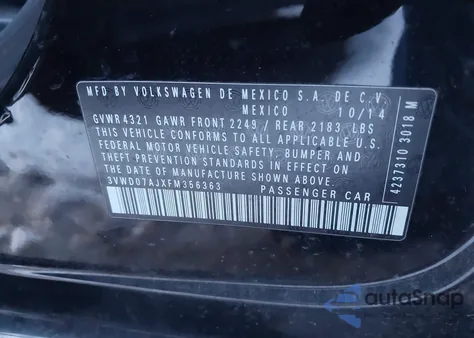 MFD BY VOLKSWAGEN DE MEXICO S.A. DE C.V.
MEXICO 10/14
GVWR4321 GAWR FRONT 2249 / REAR 2183 LBS
THIS VEHICLE CONFORMS TO ALL APPLICABLE U.S.
FEDERAL MOTOR VEHICLE SAFETY, BUMPER AND
THEFT PREVENTION STANDARDS IN EFFECT ON
THE DATE OF MANUFACTURE SHOWN ABOVE.
3VWD07AJXFM356363 PASSENGER CAR
4237310 3018 M
autoSnap